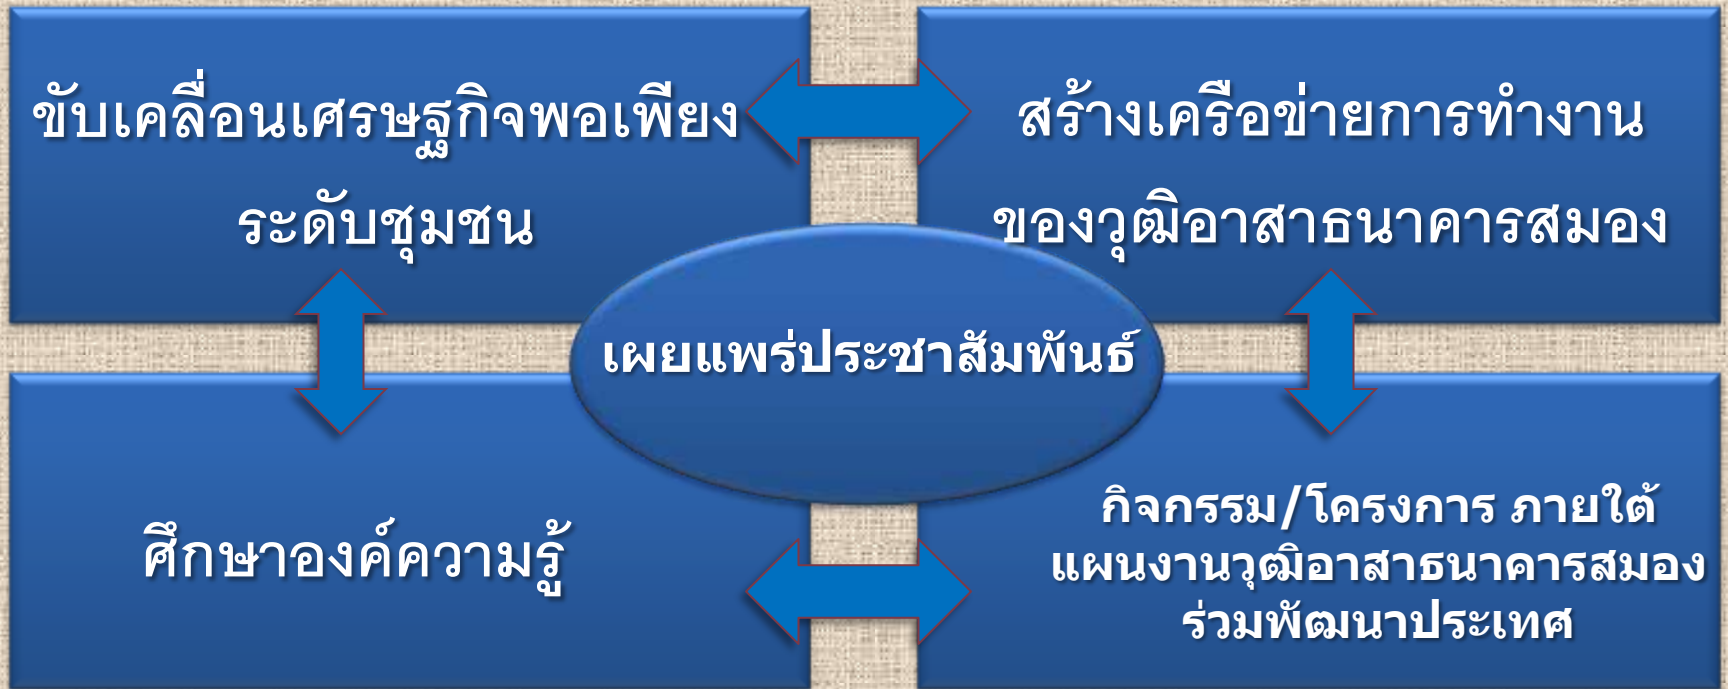 ขับเคลื่อนเศรษฐกิจพอเพียง
ระดับชุมชน
สร้างเครือข่ายการทำงาน
ของวุฒิอาสาธนาคารสมอง
เผยแพร่ประชาสัมพันธ์
ศึกษาองค์ความรู้
กิจกรรม/โครงการ ภายใต้
แผนงานวุฒิอาสาธนาคารสมอง
ร่วมพัฒนาประเทศ